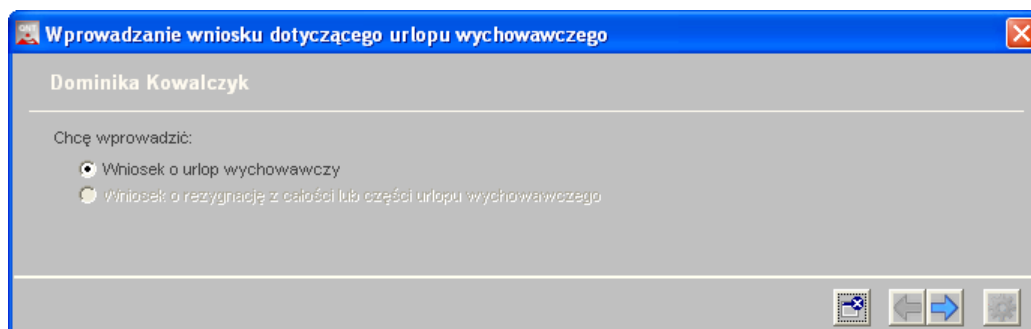 QNT
Wprowadzanie wniosku dotyczącego urlopu wychowawczego
Dominika Kowalczyk
Chcę wprowadzić:
Wniosek o urlop wychowawczy
Wniosek o rezygnację z całości lub części urlopu wychowawczego